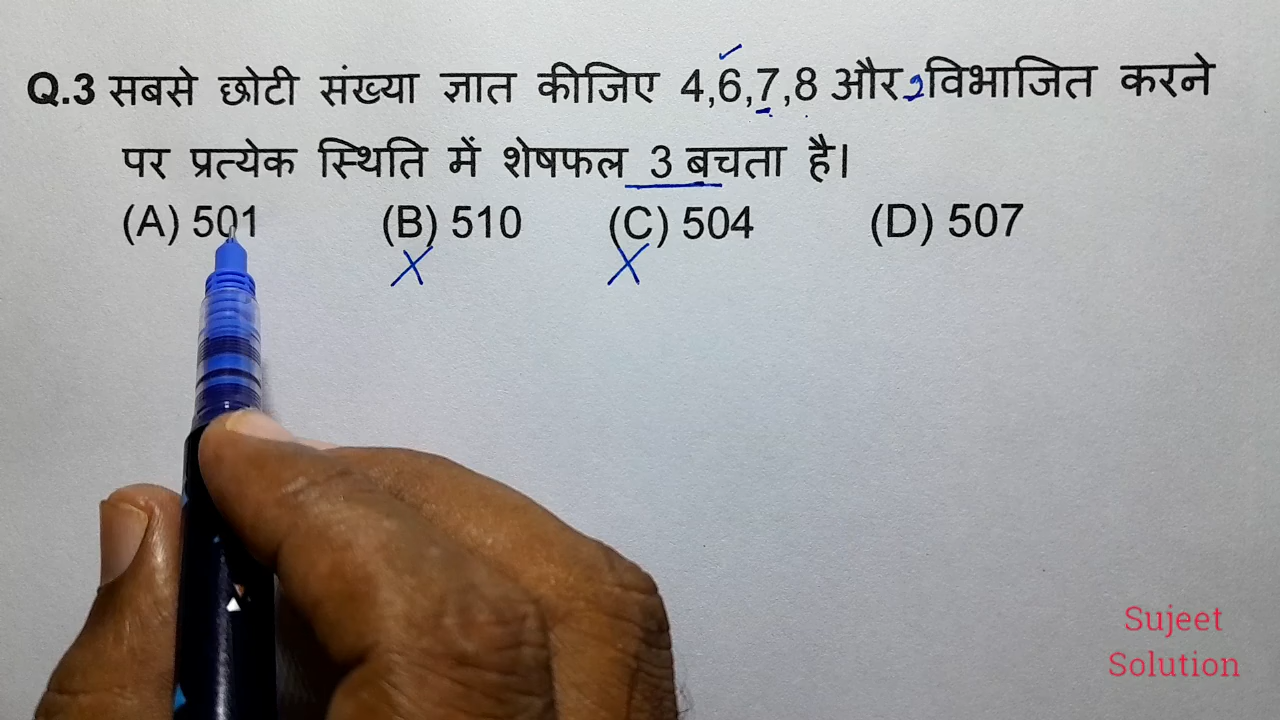 Q.3 सबसे छोटी संख्या ज्ञात कीजिए 4,6,7,8 और 9 विभाजित करने
पर प्रत्येक स्थिति में शेषफल 3 बचता है।
(A) 501 (B) 510 (C) 504 (D) 507
Sujeet
Solution